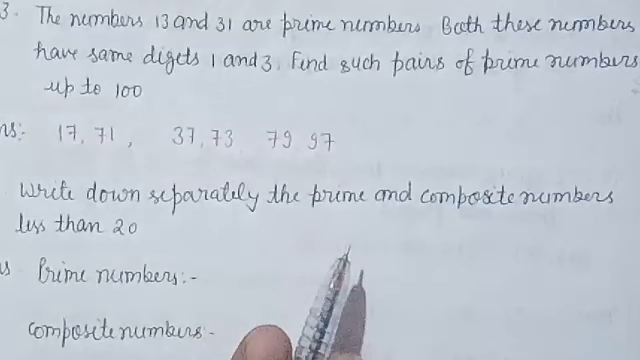 3. The numbers 13 and 31 are prime numbers. Both these numbers
have same digets 1 and 3. Find such pairs of prime numbers
up to 100
ns:- 17, 71, 37, 73 79 97
Write down separately the prime and composite numbers
less than 20
s Prime numbers:-
composite numbers-